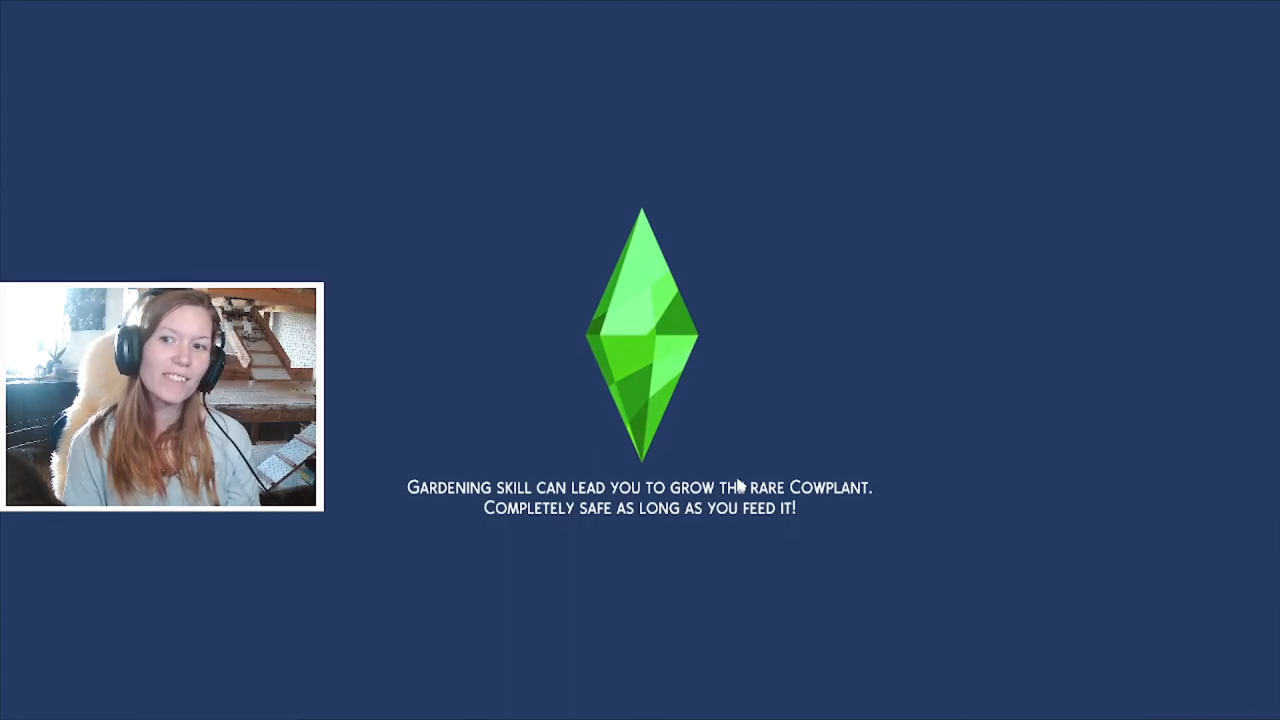 GARDENING SKILL CAN LEAD YOU TO GROW THE RARE COWPLANT.
COMPLETELY SAFE AS LONG AS YOU FEED IT!